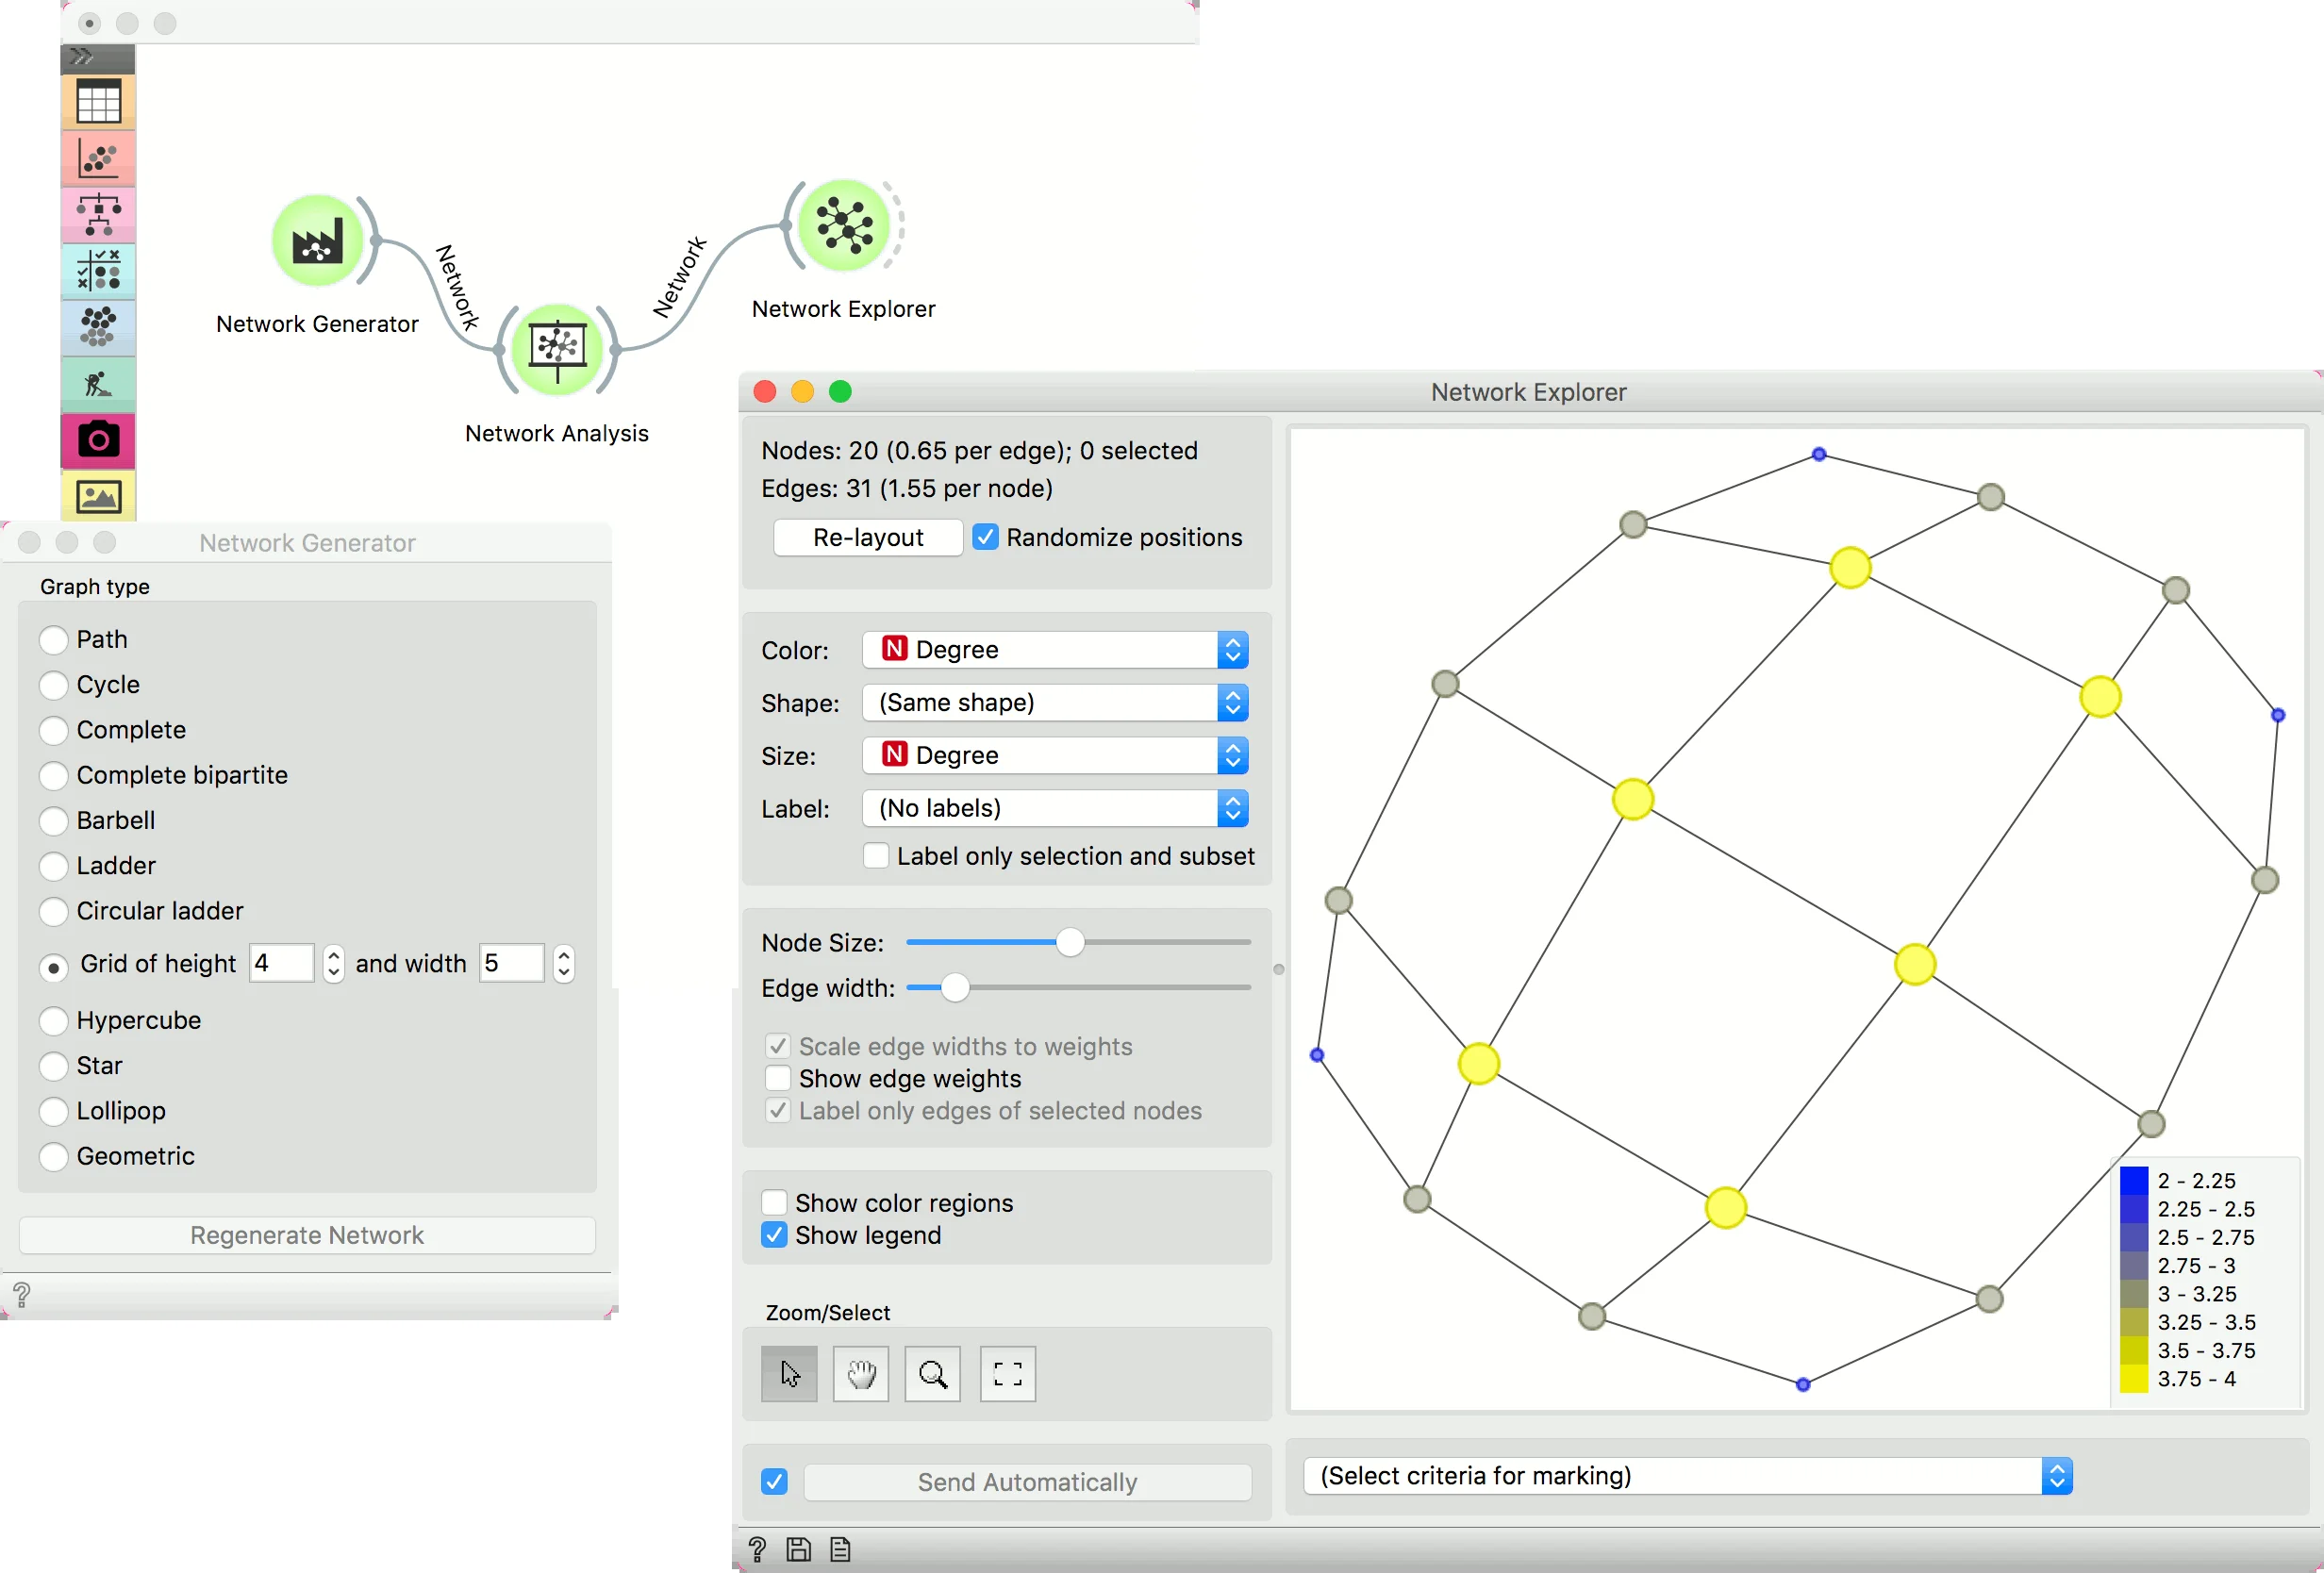 Network
Network
Network Generator
Network Explorer
Network Analysis
Network Generator
Graph type
Path
Cycle
Complete
Complete bipartite
Barbell
Ladder
Circular ladder
Grid of height 4 and width 5
Hypercube
Star
Lollipop
Geometric
Regenerate Network
?
Network Explorer
Nodes: 20 (0.65 per edge); 0 selected
Edges: 31 (1.55 per node)
Re-layout Randomize positions
Color: N Degree
Shape: (Same shape)
Size: N Degree
Label: (No labels)
Label only selection and subset
Node Size:
Edge width:
Scale edge widths to weights
Show edge weights
Label only edges of selected nodes
Show color regions
Show legend
Zoom/Select
Send Automatically
?
2 - 2.25
2.25 - 2.5
2.5 - 2.75
2.75 - 3
3 - 3.25
3.25 - 3.5
3.5 - 3.75
3.75 - 4
(Select criteria for marking)